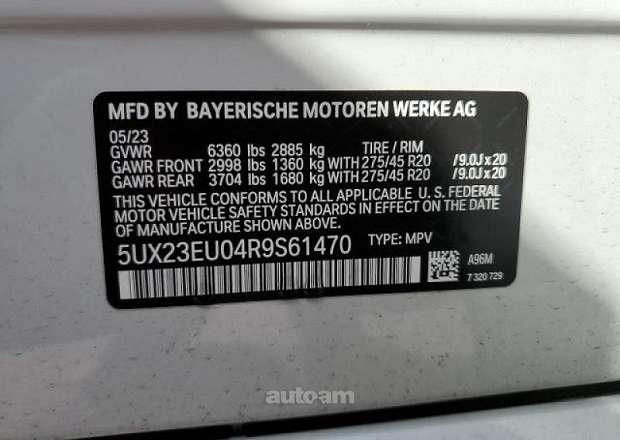 MFD BY BAYERISCHE MOTOREN WERKE AG
05/23
GVWR 6360 lbs 2885 kg TIRE / RIM
GAWR FRONT 2998 lbs 1360 kg WITH 275/45 R20 /9.0J x 20
GAWR REAR 3704 lbs 1680 kg WITH 275/45 R20 /9.0J x 20
THIS VEHICLE CONFORMS TO ALL APPLICABLE U. S. FEDERAL
MOTOR VEHICLE SAFETY STANDARDS IN EFFECT ON THE DATE
OF MANUFACTURE SHOWN ABOVE.
5UX23EU04R9S61470 TYPE: MPV
A96M
7 320 729
auto.am